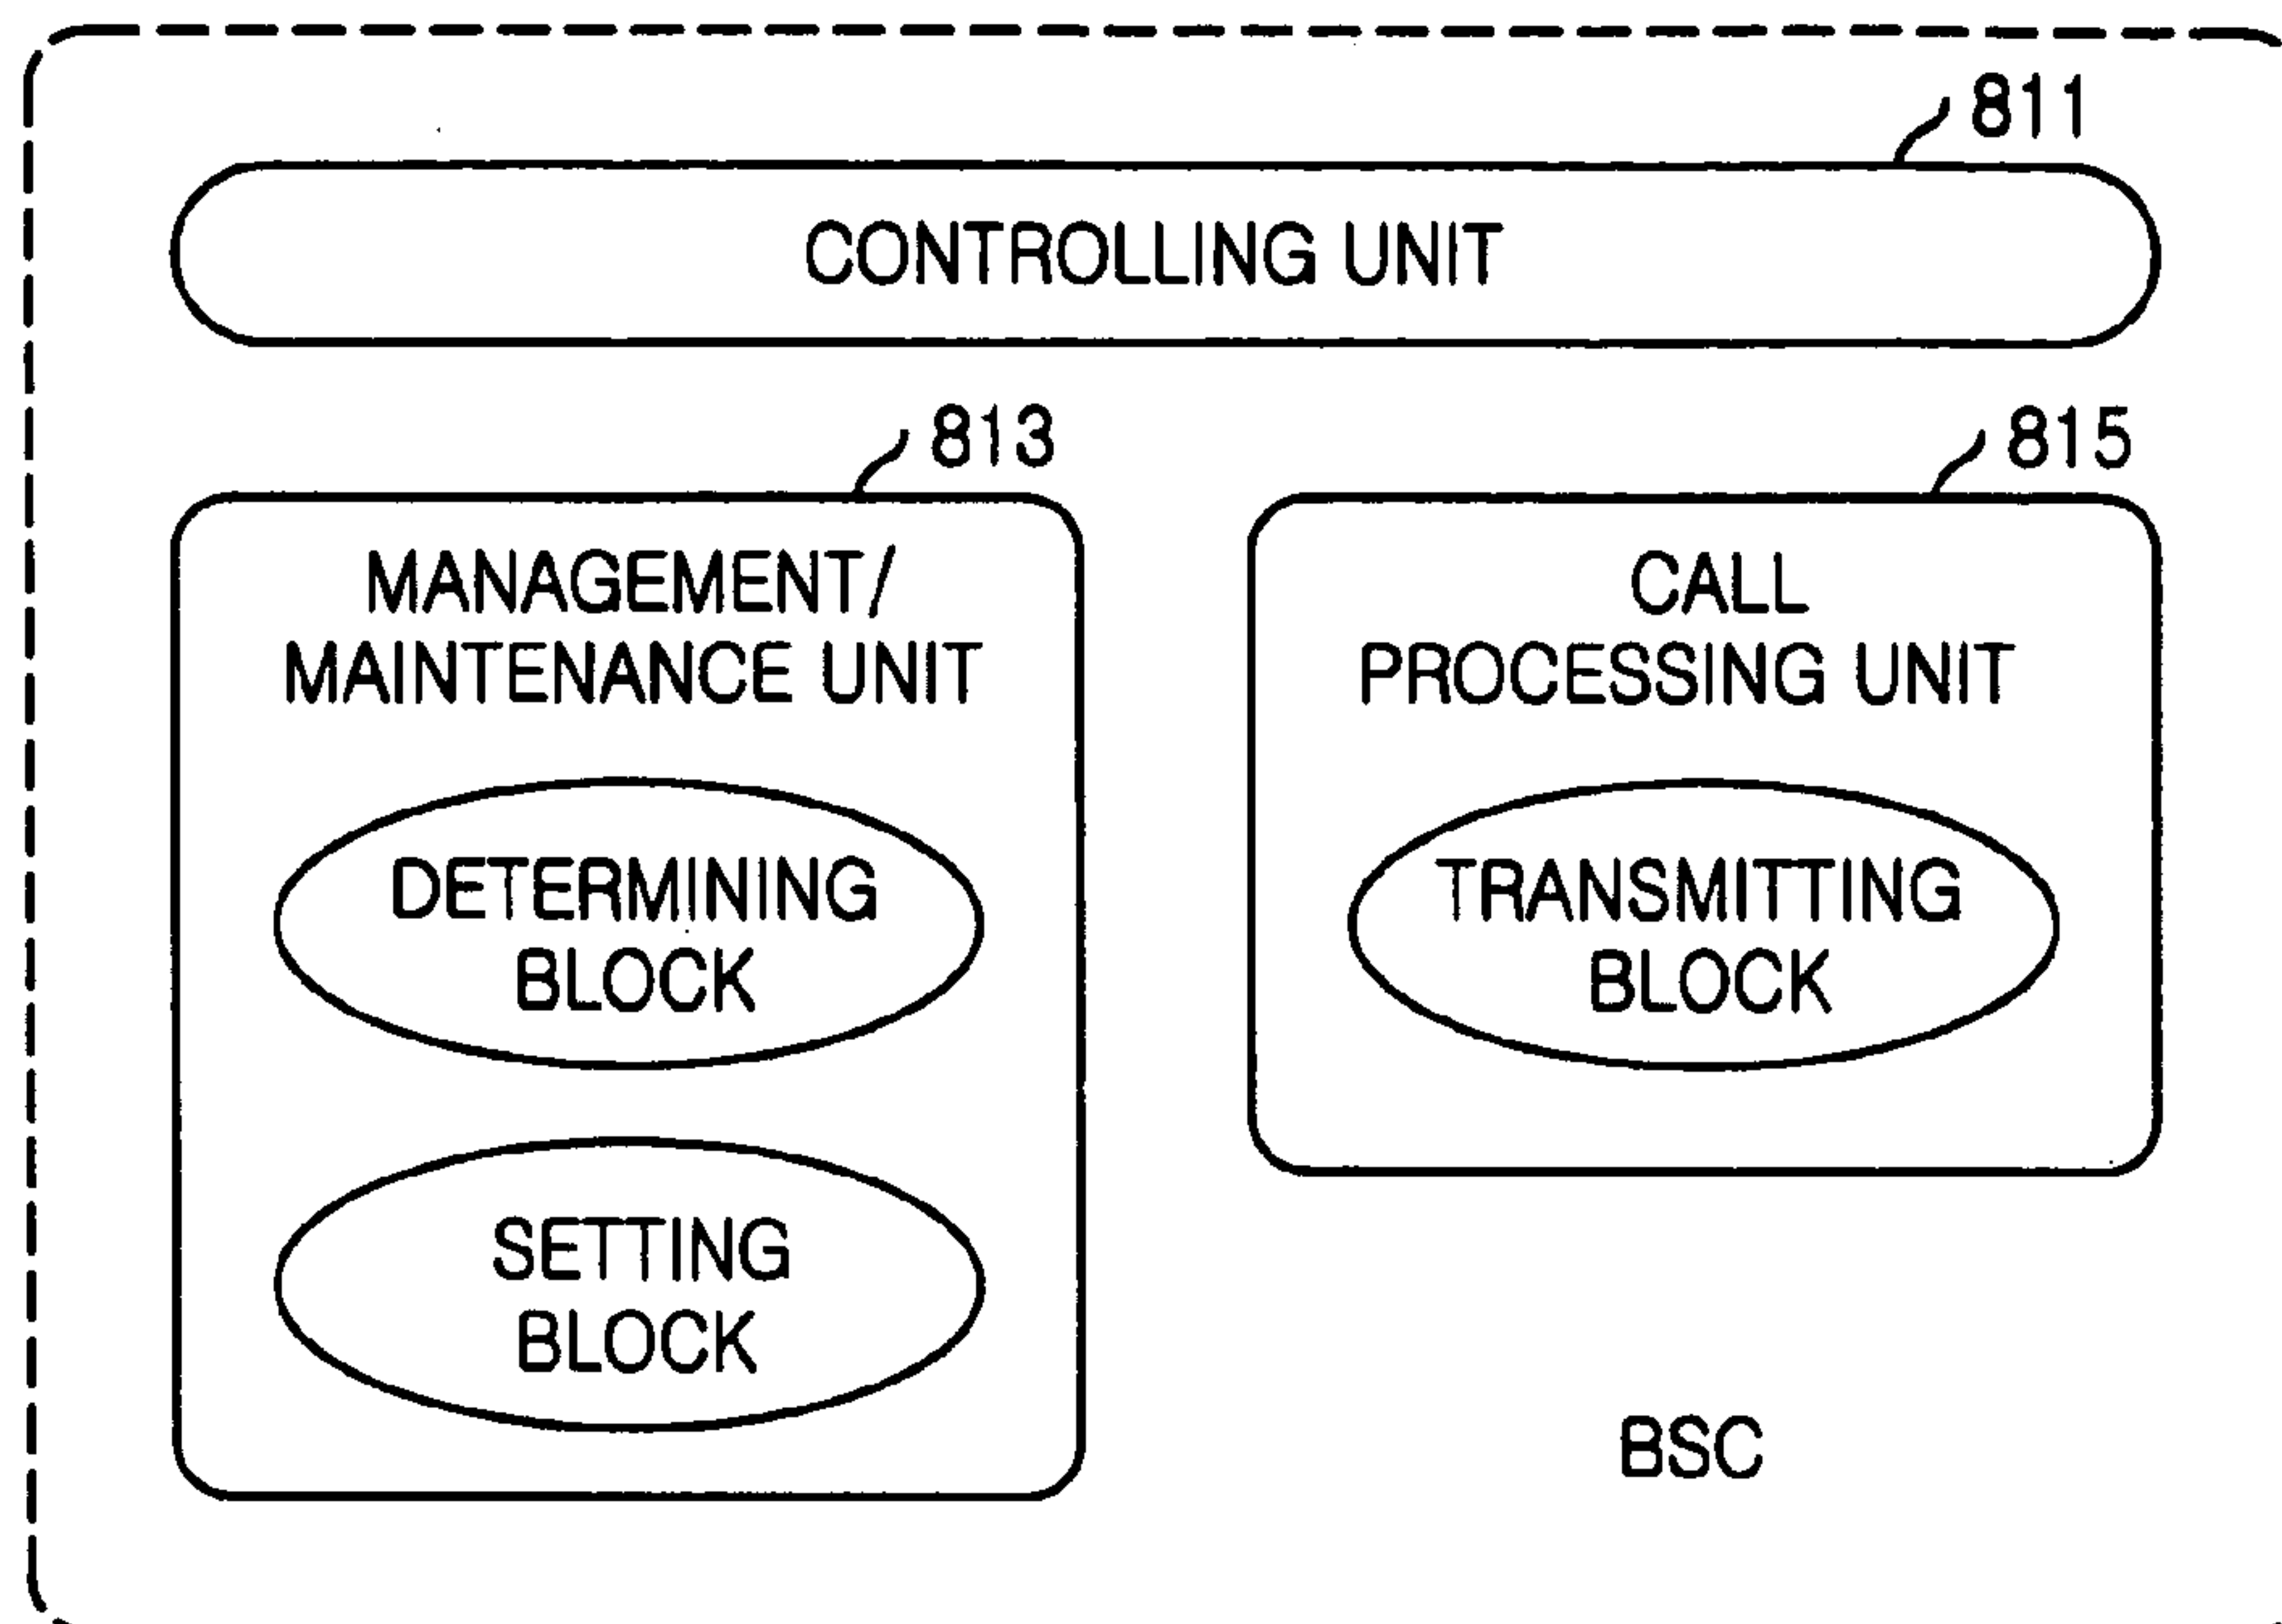 811
CONTROLLING UNIT
813
815
MANAGEMENT/
MAINTENANCE UNIT
DETERMINING
BLOCK
SETTING
BLOCK
CALL
PROCESSING UNIT
TRANSMITTING
BLOCK
BSC